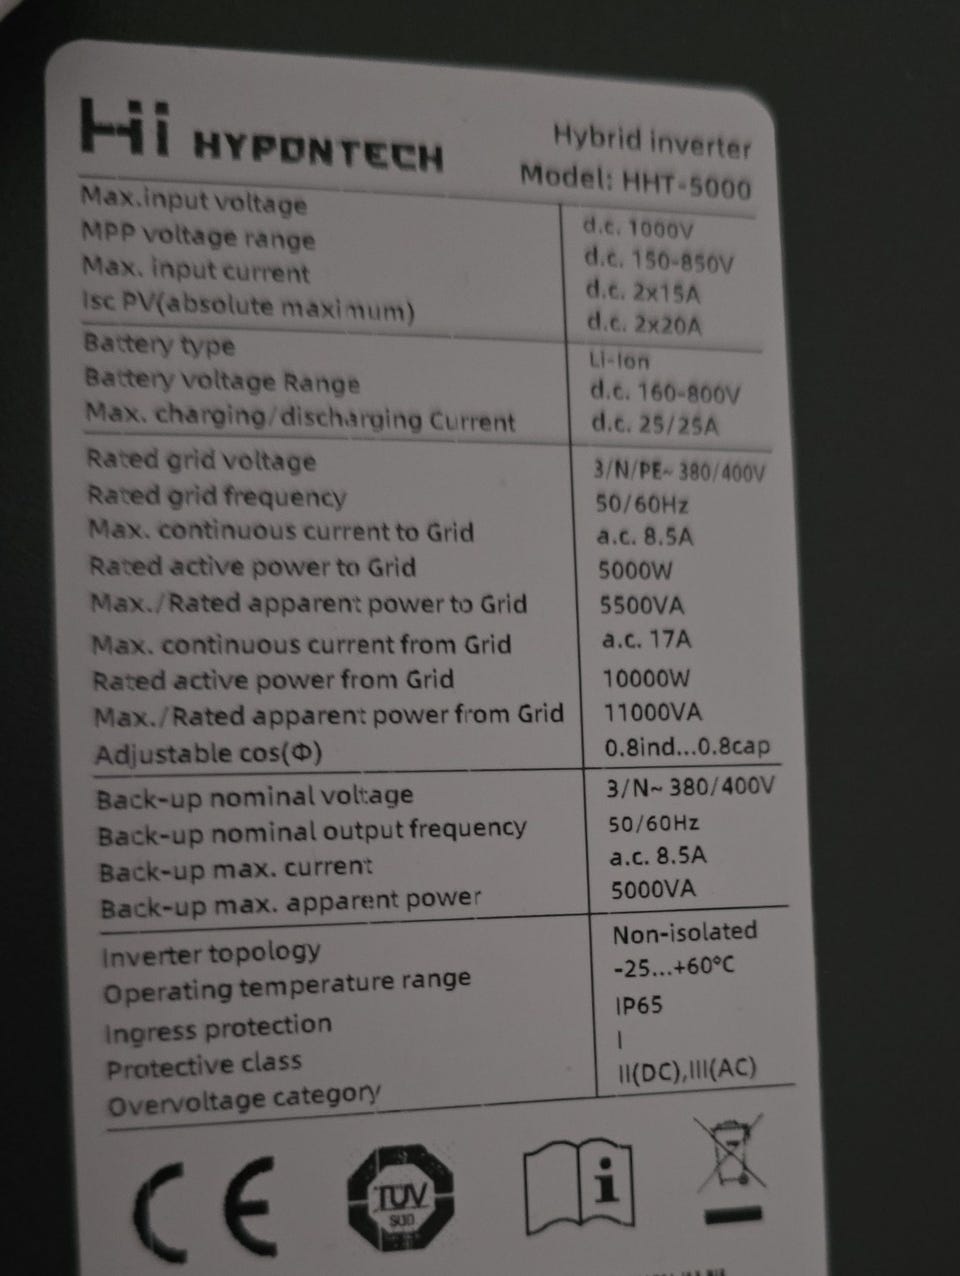 Hi HYPONTECH
Hybrid inverter
Model: HHT-5000
Max.input voltage d.c. 1000V
MPP voltage range d.c. 150-850V
Max. input current d.c. 2x15A
Isc PV(absolute maximum) d.c. 2x20A
Battery type Li-Ion
Battery voltage Range d.c. 160-800V
Max. charging/discharging Current d.c. 25/25A
Rated grid voltage 3/N/PE~ 380/400V
Rated grid frequency 50/60Hz
Max. continuous current to Grid a.c. 8.5A
Rated active power to Grid 5000W
Max./Rated apparent power to Grid 5500VA
Max. continuous current from Grid a.c. 17A
Rated active power from Grid 10000W
Max./Rated apparent power from Grid 11000VA
Adjustable cos(Φ) 0.8ind...0.8cap
Back-up nominal voltage 3/N~ 380/400V
Back-up nominal output frequency 50/60Hz
Back-up max. current a.c. 8.5A
Back-up max. apparent power 5000VA
Inverter topology Non-isolated
Operating temperature range -25...+60°C
Ingress protection IP65
Protective class I
Overvoltage category II(DC),III(AC)
CE
TÜV
SÜD
i